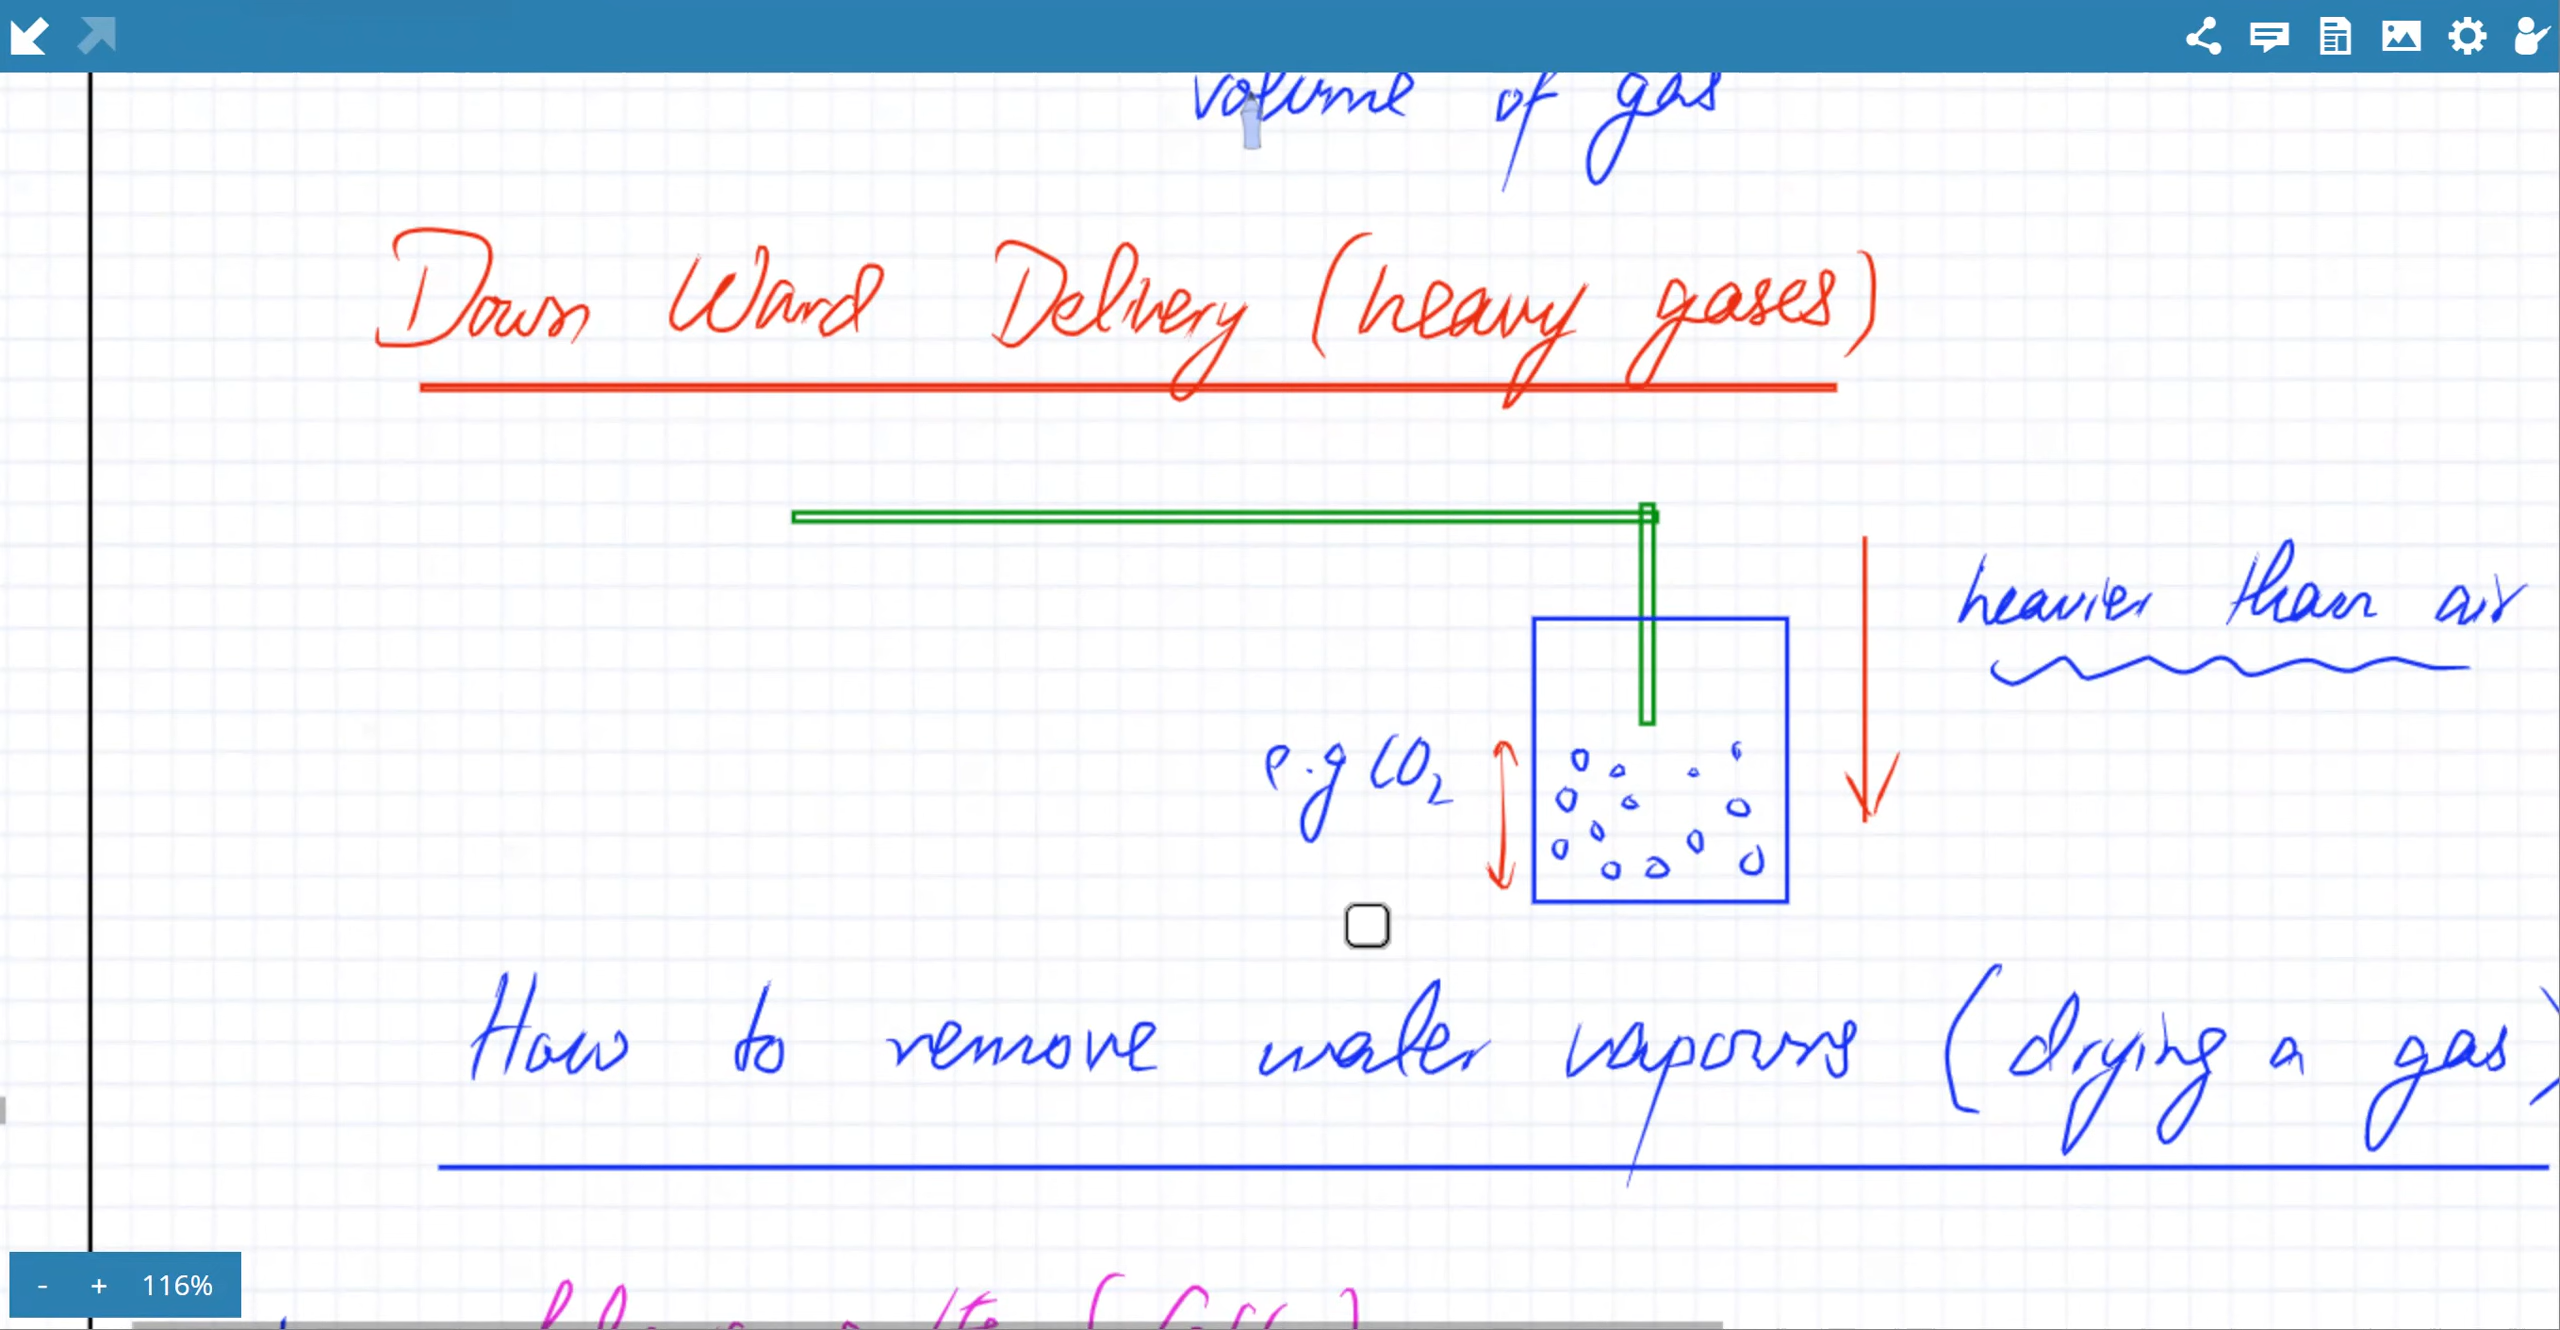 volume of gas
Down Ward Delivery (heavy gases)
heavier than air
e.g CO2
How to remove water vapours (drying a gas)
- + 116%